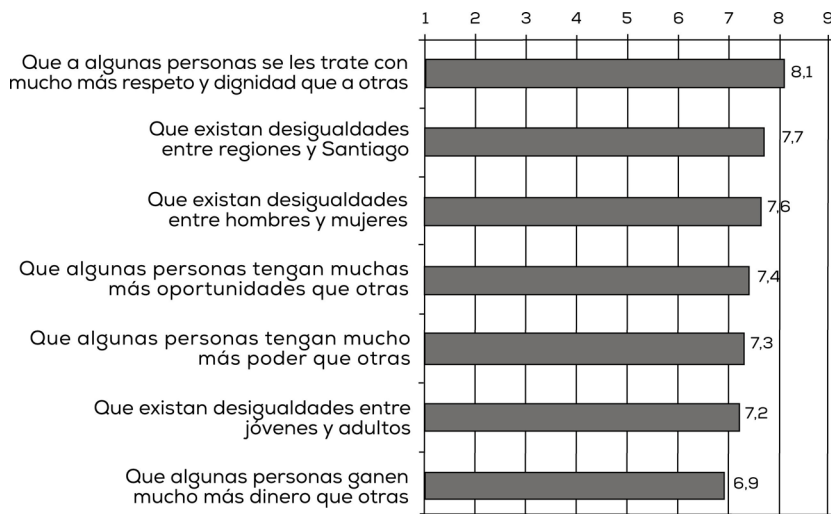 1 2 3 4 5 6 7 8 9
Que a algunas personas se les trate con
mucho más respeto y dignidad que a otras
8,1
Que existan desigualdades
entre regiones y Santiago
7,7
Que existan desigualdades
entre hombres y mujeres
7,6
Que algunas personas tengan muchas
más oportunidades que otras
7,4
Que algunas personas tengan mucho
más poder que otras
7,3
Que existan desigualdades entre
jóvenes y adultos
7,2
Que algunas personas ganen
mucho más dinero que otras
6,9